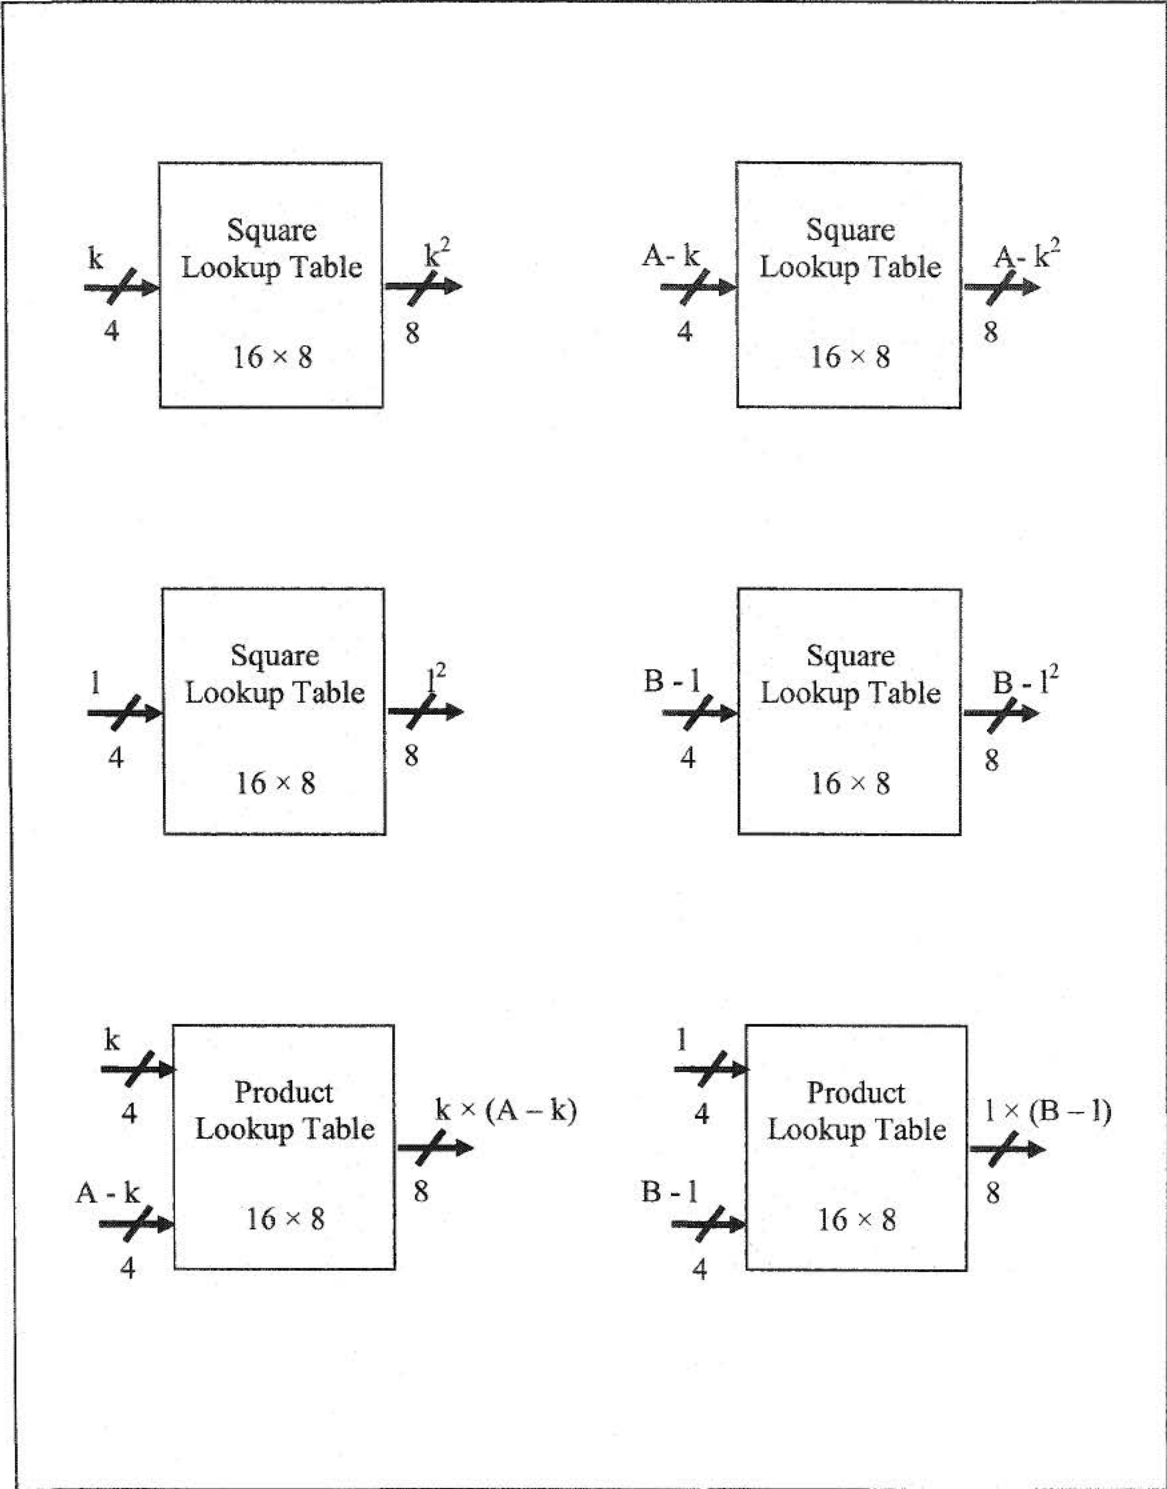 k
4
Square
Lookup Table
16 × 8
k²
8
A- k
4
Square
Lookup Table
16 × 8
A- k²
8
l
4
Square
Lookup Table
16 × 8
l²
8
B - l
4
Square
Lookup Table
16 × 8
B - l²
8
k
4
A - k
4
Product
Lookup Table
16 × 8
k × (A – k)
8
l
4
B - l
4
Product
Lookup Table
16 × 8
l × (B – l)
8